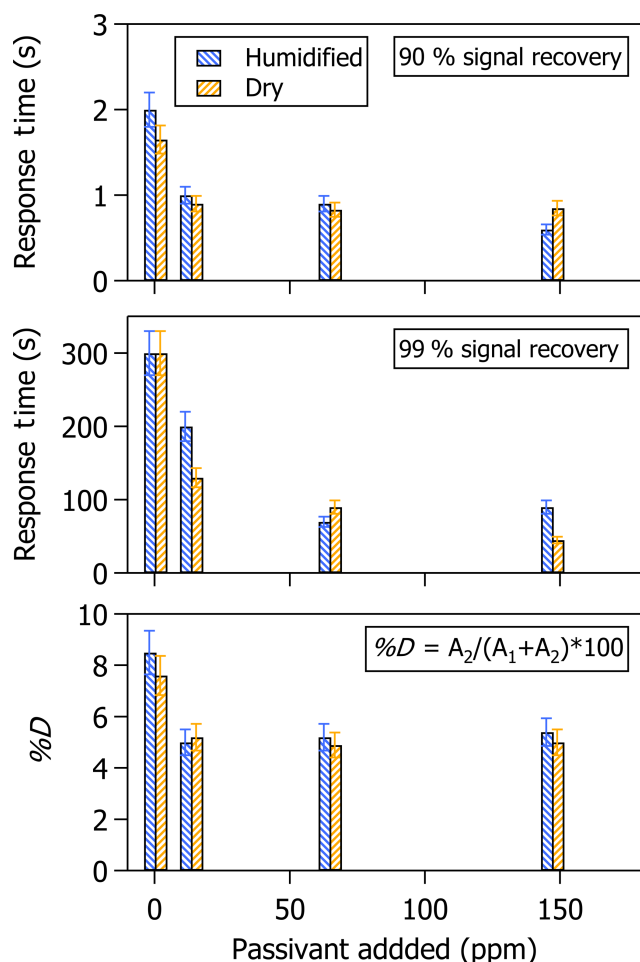 3
Humidified
90 % signal recovery
Dry
2
1
0
Response time (s)
300
99 % signal recovery
200
100
0
Response time (s)
10
%D = A₂/(A₁+A₂)*100
8
6
4
2
0
%D
0 50 100 150
Passivant addded (ppm)